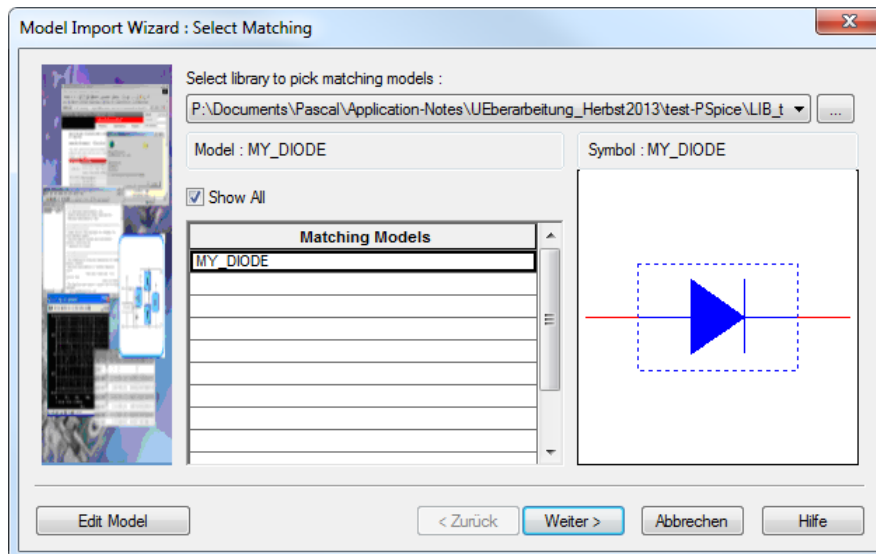 Model Import Wizard : Select Matching
Select library to pick matching models :
P:\Documents\Pascal\Application-Notes\UEberarbeitung_Herbst2013\test-PSpice\LIB_t
...
Model : MY_DIODE
Symbol : MY_DIODE
Show All
Matching Models
MY_DIODE
Edit Model
< Zurück
Weiter >
Abbrechen
Hilfe